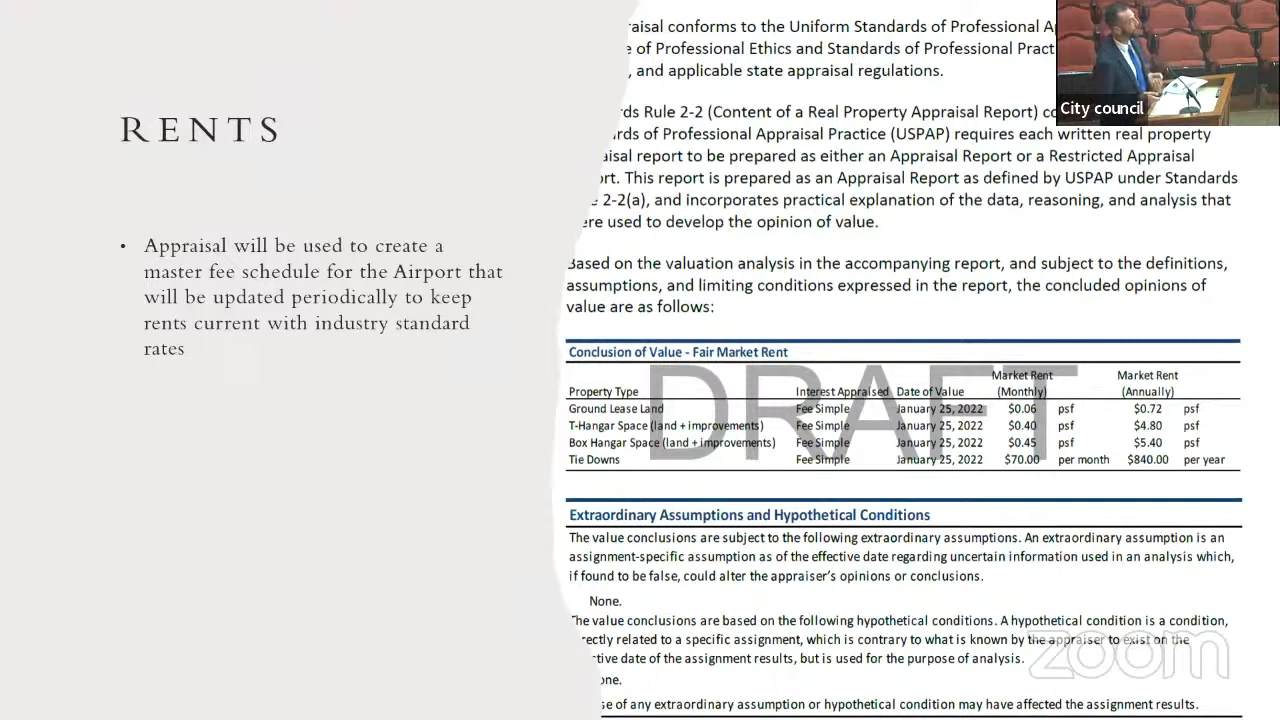 RENTS
• Appraisal will be used to create a
master fee schedule for the Airport that
will be updated periodically to keep
rents current with industry standard
rates
raisal conforms to the Uniform Standards of Professional Ap
e of Professional Ethics and Standards of Professional Pract
, and applicable state appraisal regulations.
rds Rule 2-2 (Content of a Real Property Appraisal Report) co
rds of Professional Appraisal Practice (USPAP) requires each written real property
aisal report to be prepared as either an Appraisal Report or a Restricted Appraisal
ort. This report is prepared as an Appraisal Report as defined by USPAP under Standards
e 2-2(a), and incorporates practical explanation of the data, reasoning, and analysis that
ere used to develop the opinion of value.
Based on the valuation analysis in the accompanying report, and subject to the definitions,
assumptions, and limiting conditions expressed in the report, the concluded opinions of
value are as follows:
Conclusion of Value - Fair Market Rent
Market Rent Market Rent
Property Type Interest Appraised Date of Value (Monthly) (Annually)
Ground Lease Land Fee Simple January 25, 2022 $0.06 psf $0.72 psf
T-Hangar Space (land + improvements) Fee Simple January 25, 2022 $0.40 psf $4.80 psf
Box Hangar Space (land + improvements) Fee Simple January 25, 2022 $0.45 psf $5.40 psf
Tie Downs Fee Simple January 25, 2022 $70.00 per month $840.00 per year
DRAFT
Extraordinary Assumptions and Hypothetical Conditions
The value conclusions are subject to the following extraordinary assumptions. An extraordinary assumption is an
assignment-specific assumption as of the effective date regarding uncertain information used in an analysis which,
if found to be false, could alter the appraiser's opinions or conclusions.
None.
The value conclusions are based on the following hypothetical conditions. A hypothetical condition is a condition,
rectly related to a specific assignment, which is contrary to what is known by the appraiser to exist on the
ctive date of the assignment results, but is used for the purpose of analysis.
one.
se of any extraordinary assumption or hypothetical condition may have affected the assignment results.
City council
zoom